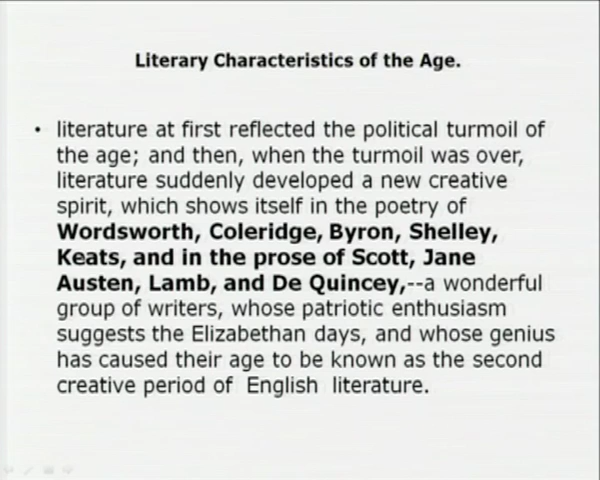 Literary Characteristics of the Age.
• literature at first reflected the political turmoil of
the age; and then, when the turmoil was over,
literature suddenly developed a new creative
spirit, which shows itself in the poetry of
Wordsworth, Coleridge, Byron, Shelley,
Keats, and in the prose of Scott, Jane
Austen, Lamb, and De Quincey,--a wonderful
group of writers, whose patriotic enthusiasm
suggests the Elizabethan days, and whose genius
has caused their age to be known as the second
creative period of English literature.